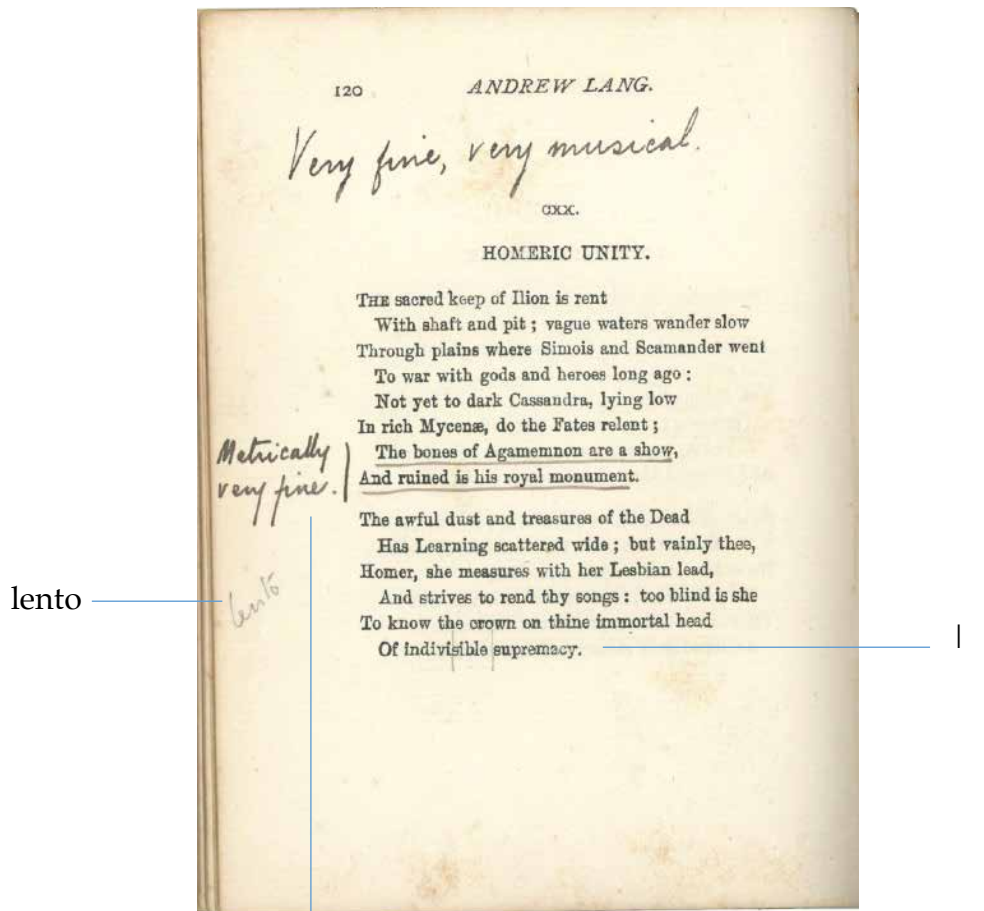 120 ANDREW LANG.
Very fine, very musical.
CXX.
HOMERIC UNITY.
THE sacred keep of Ilion is rent
With shaft and pit; vague waters wander slow
Through plains where Simois and Scamander went
To war with gods and heroes long ago:
Not yet to dark Cassandra, lying low
In rich Mycenæ, do the Fates relent;
The bones of Agamemnon are a show,
And ruined is his royal monument.
Metrically
very fine.
The awful dust and treasures of the Dead
Has Learning scattered wide; but vainly thee,
Homer, she measures with her Lesbian lead,
And strives to rend thy songs: too blind is she
To know the crown on thine immortal head
Of indivisible supremacy.
lento
lento
|